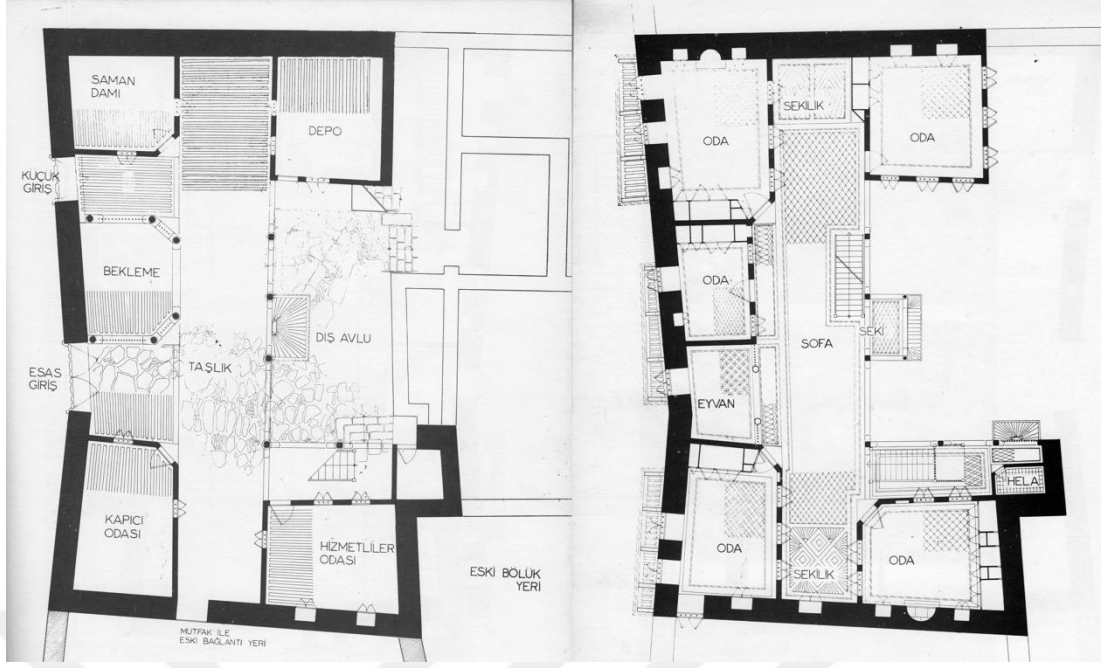 SAMAN
DAMI
DEPO
KÜÇÜK
GİRİŞ
BEKLEME
DIŞ AVLU
ESAS
GİRİŞ
TAŞLIK
KAPICI
ODASI
HİZMETLİLER
ODASI
ESKİ BÖLÜK
YERİ
MUTFAK İLE
ESKİ BAĞLANTI YERİ
ODA
SEKİLİK
ODA
ODA
SOFA
SEKİ
EYVAN
HELA
ODA
SEKİLİK
ODA